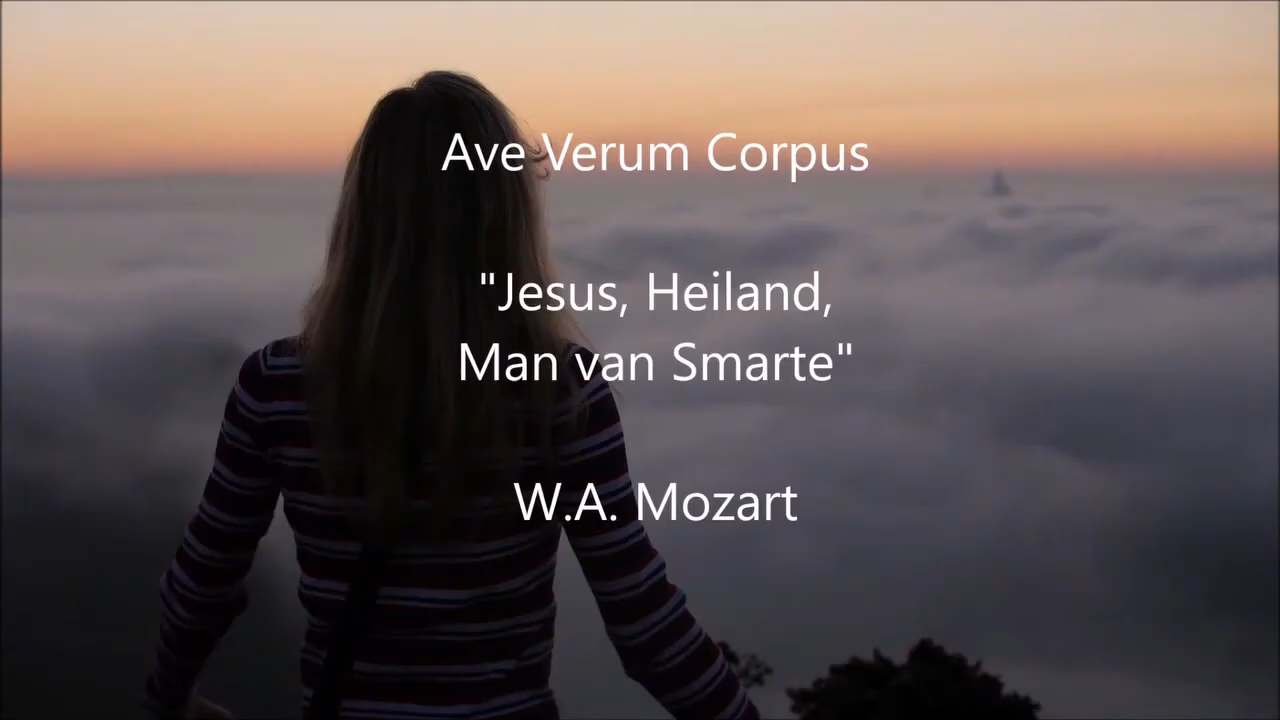 Ave Verum Corpus
"Jesus, Heiland,
Man van Smarte"
W.A. Mozart